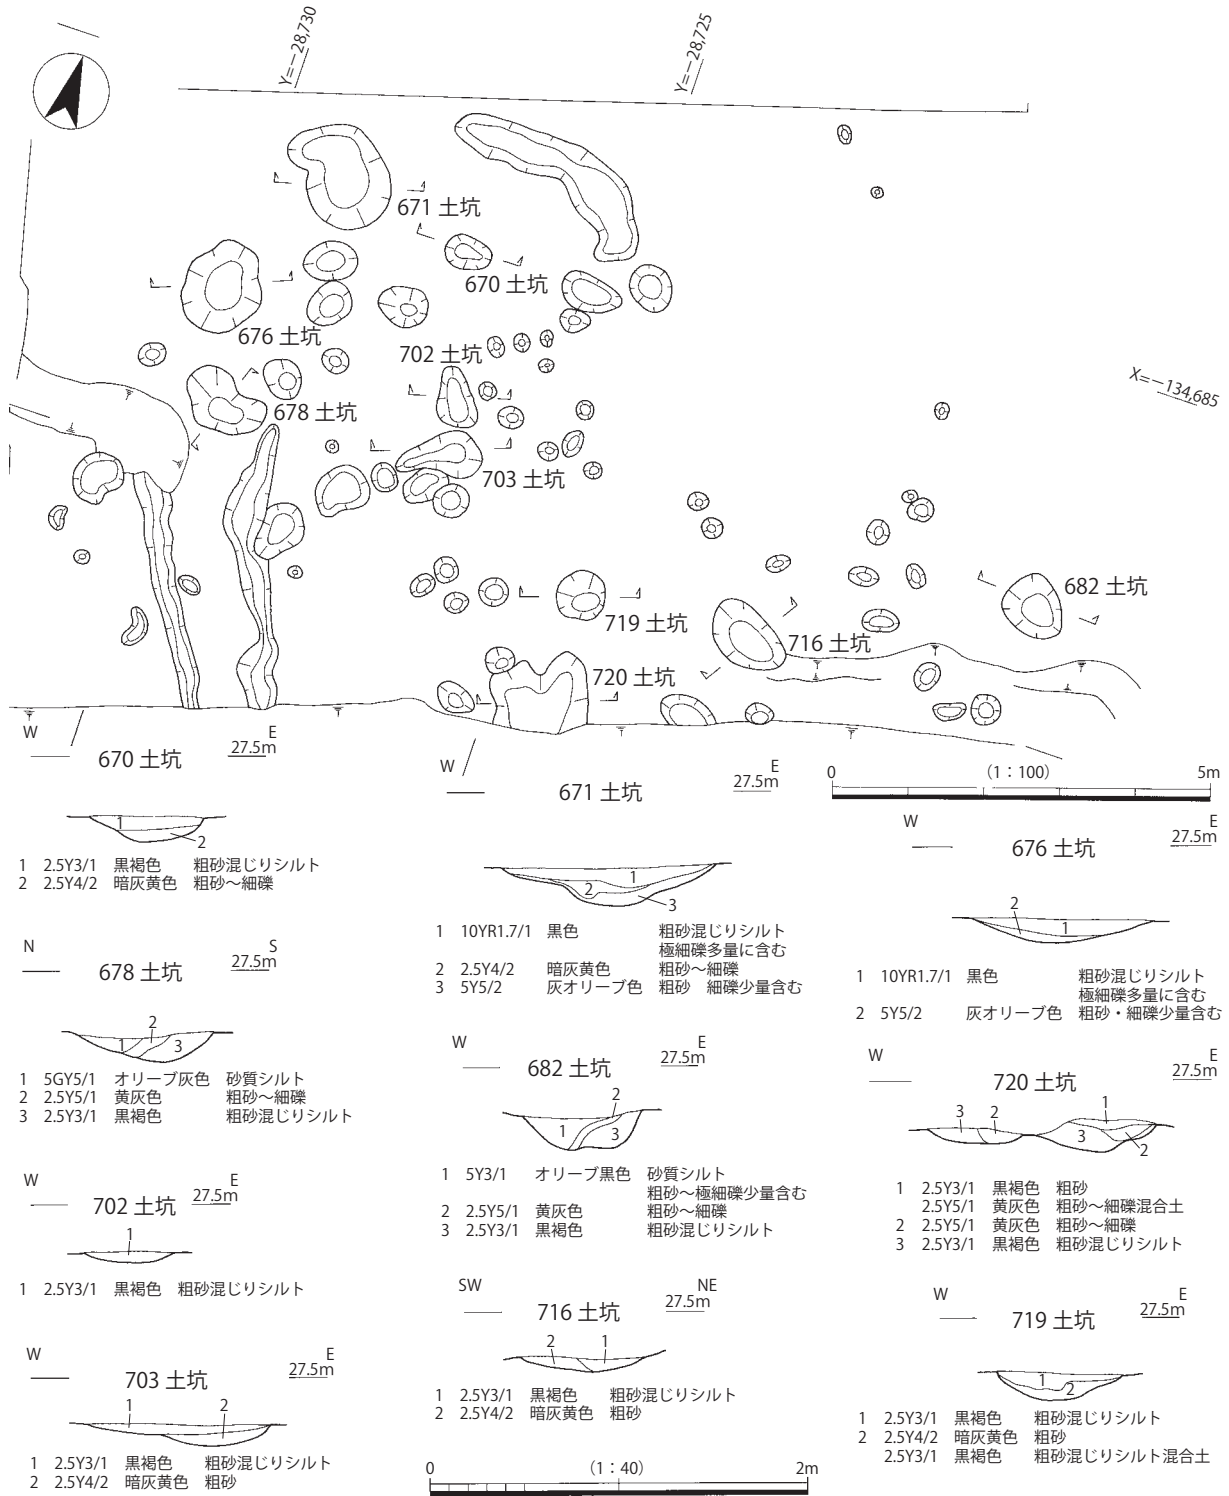 Y=－28,730
Y=－28,725
671 土坑
670 土坑
676 土坑
702 土坑
X=－134,685
678 土坑
703 土坑
682 土坑
719 土坑
716 土坑
720 土坑
W E
670 土坑 27.5m
1
2
1 2.5Y3/1 黒褐色 粗砂混じりシルト
2 2.5Y4/2 暗灰黄色 粗砂～細礫
W E
671 土坑 27.5m
1
2
3
1 10YR1.7/1 黒色 粗砂混じりシルト
極細礫多量に含む
2 2.5Y4/2 暗灰黄色 粗砂～細礫
3 5Y5/2 灰オリーブ色 粗砂 細礫少量含む
0 （1：100） 5m
W E
676 土坑 27.5m
2
1
1 10YR1.7/1 黒色 粗砂混じりシルト
極細礫多量に含む
2 5Y5/2 灰オリーブ色 粗砂・細礫少量含む
N S
678 土坑 27.5m
2
1 3
1 5GY5/1 オリーブ灰色 砂質シルト
2 2.5Y5/1 黄灰色 粗砂～細礫
3 2.5Y3/1 黒褐色 粗砂混じりシルト
W E
682 土坑 27.5m
2
1 3
1 5Y3/1 オリーブ黒色 砂質シルト
粗砂～極細礫少量含む
2 2.5Y5/1 黄灰色 粗砂～細礫
3 2.5Y3/1 黒褐色 粗砂混じりシルト
W E
720 土坑 27.5m
3 2 1
3
2
1 2.5Y3/1 黒褐色 粗砂
2.5Y5/1 黄灰色 粗砂～細礫混合土
2 2.5Y5/1 黄灰色 粗砂～細礫
3 2.5Y3/1 黒褐色 粗砂混じりシルト
W E
702 土坑 27.5m
1
1 2.5Y3/1 黒褐色 粗砂混じりシルト
SW NE
716 土坑 27.5m
2 1
1 2.5Y3/1 黒褐色 粗砂混じりシルト
2 2.5Y4/2 暗灰黄色 粗砂
W E
719 土坑 27.5m
1
2
1 2.5Y3/1 黒褐色 粗砂混じりシルト
2 2.5Y4/2 暗灰黄色 粗砂
2.5Y3/1 黒褐色 粗砂混じりシルト混合土
W E
703 土坑 27.5m
1 2
1 2.5Y3/1 黒褐色 粗砂混じりシルト
2 2.5Y4/2 暗灰黄色 粗砂
0 （1：40） 2m